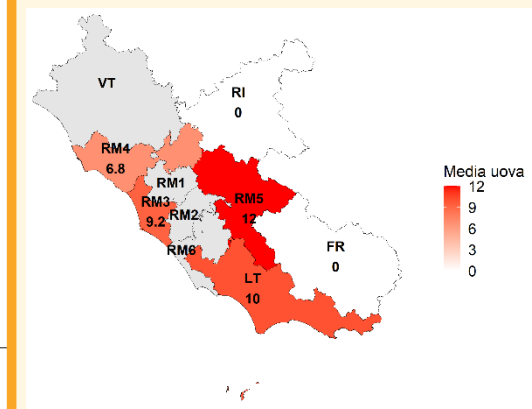 VT
RI
0
RM4
6.8
RM1
RM3
9.2
RM2
RM5
12
RM6
FR
0
LT
10
Media uova
12
9
6
3
0